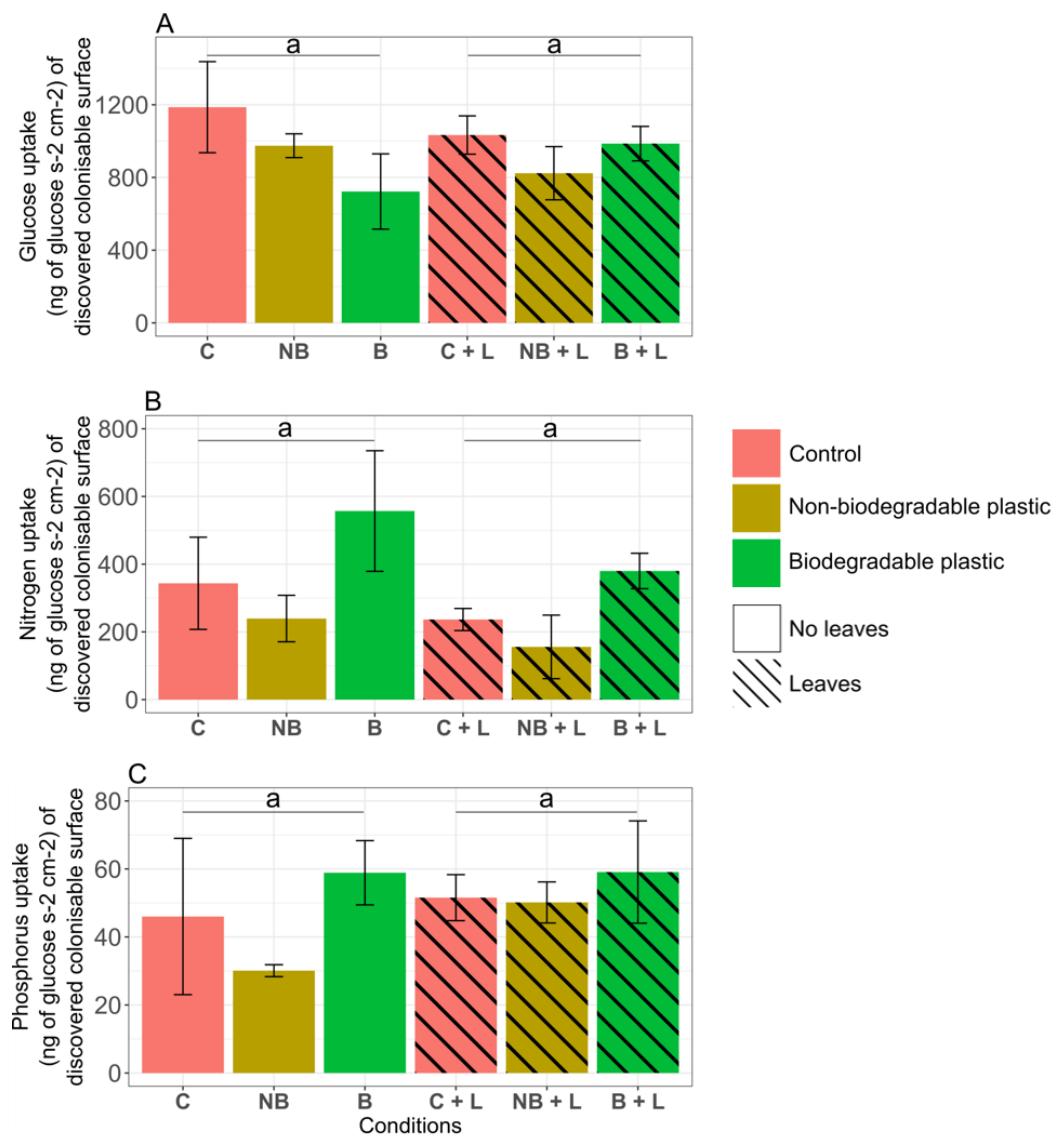 A
Glucose uptake
(ng of glucose s-2 cm-2) of
discovered colonisable surface
a a
1200
800
400
0
C NB B C + L NB + L B + L
B
Nitrogen uptake
(ng of glucose s-2 cm-2) of
discovered colonisable surface
a a
800
600
400
200
0
C NB B C + L NB + L B + L
Control
Non-biodegradable plastic
Biodegradable plastic
No leaves
Leaves
C
Phosphorus uptake
(ng of glucose s-2 cm-2) of
discovered colonisable surface
a a
80
60
40
20
0
C NB B C + L NB + L B + L
Conditions